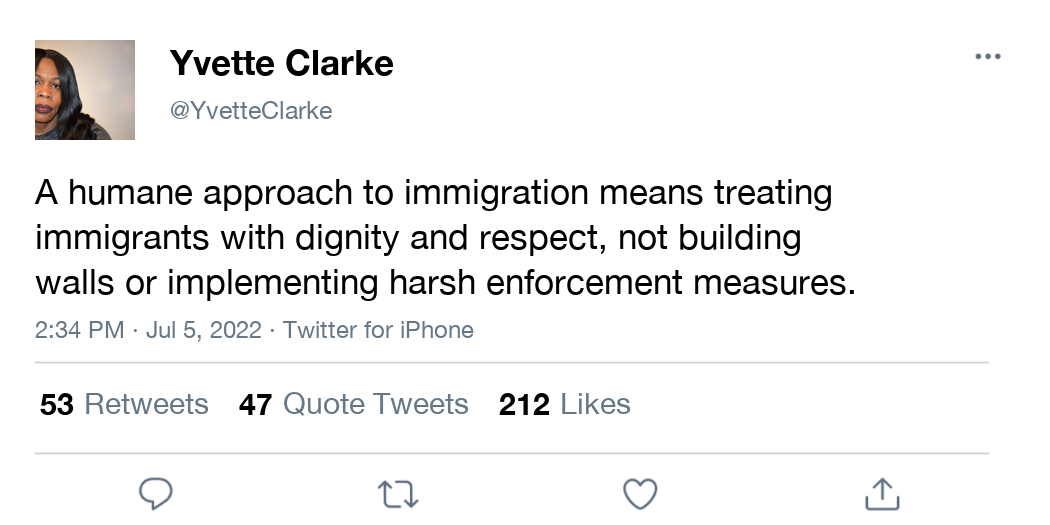 Yvette Clarke
@YvetteClarke
A humane approach to immigration means treating
immigrants with dignity and respect, not building
walls or implementing harsh enforcement measures.
2:34 PM · Jul 5, 2022 · Twitter for iPhone
53 Retweets 47 Quote Tweets 212 Likes